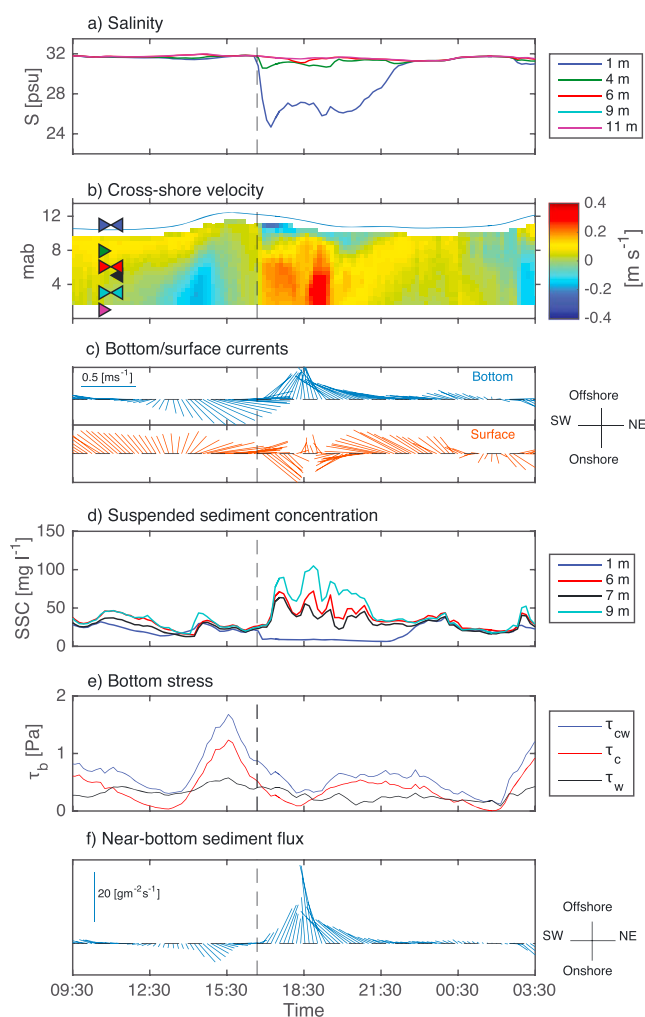 a) Salinity
32
28
24
S [psu]
1 m
4 m
6 m
9 m
11 m
b) Cross-shore velocity
12
8
4
mab
0.4
0.2
0
-0.2
-0.4
[m s-1]
c) Bottom/surface currents
0.5 [ms-1]
Bottom
Surface
Offshore
SW
NE
Onshore
d) Suspended sediment concentration
150
100
50
0
SSC [mg l-1]
1 m
6 m
7 m
9 m
e) Bottom stress
2
1
0
τb [Pa]
τcw
τc
τw
f) Near-bottom sediment flux
20 [gm-2s-1]
Offshore
SW
NE
Onshore
09:30
12:30
15:30
18:30
21:30
00:30
03:30
Time